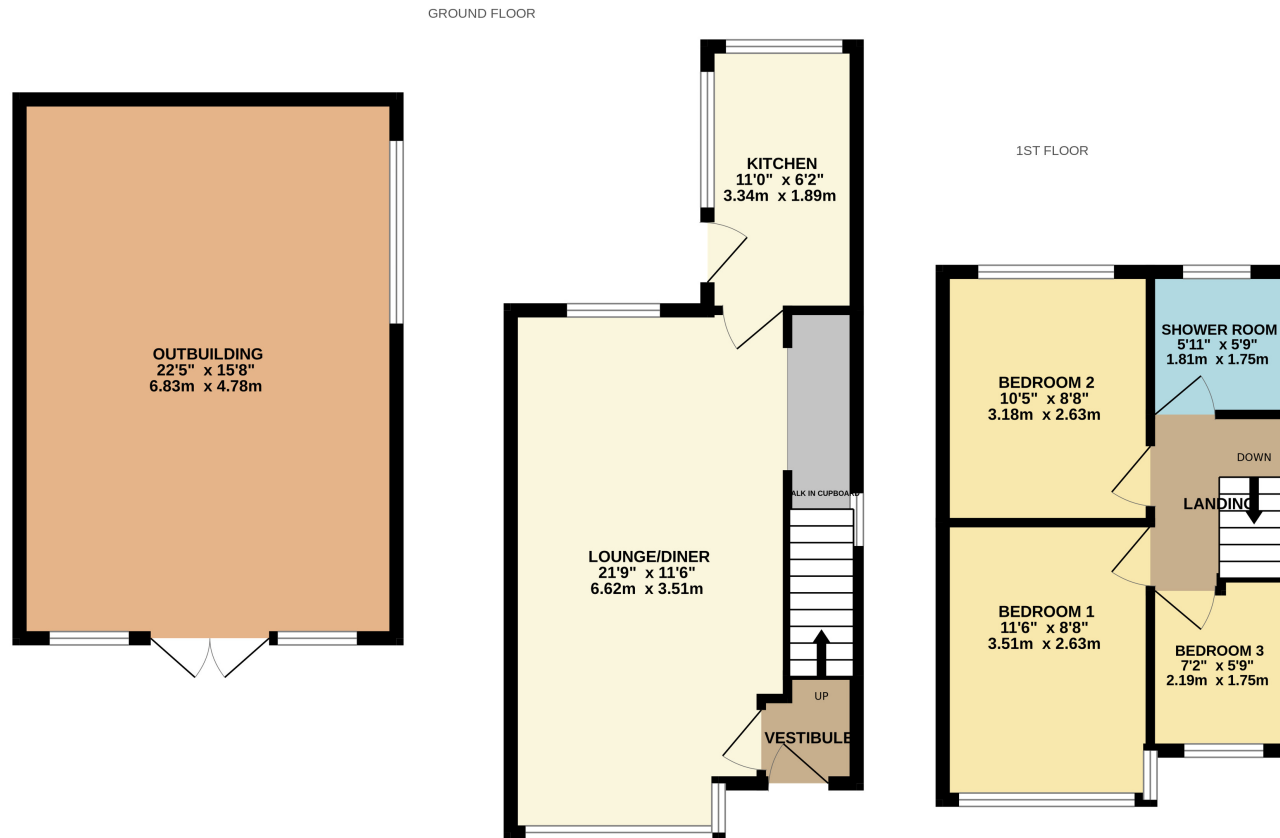 GROUND FLOOR
KITCHEN
11'0" x 6'2"
3.34m x 1.89m
OUTBUILDING
22'5" x 15'8"
6.83m x 4.78m
ALK IN CUPBOARD
LOUNGE/DINER
21'9" x 11'6"
6.62m x 3.51m
UP
VESTIBULE
1ST FLOOR
SHOWER ROOM
5'11" x 5'9"
1.81m x 1.75m
BEDROOM 2
10'5" x 8'8"
3.18m x 2.63m
DOWN
LANDING
BEDROOM 1
11'6" x 8'8"
3.51m x 2.63m
BEDROOM 3
7'2" x 5'9"
2.19m x 1.75m